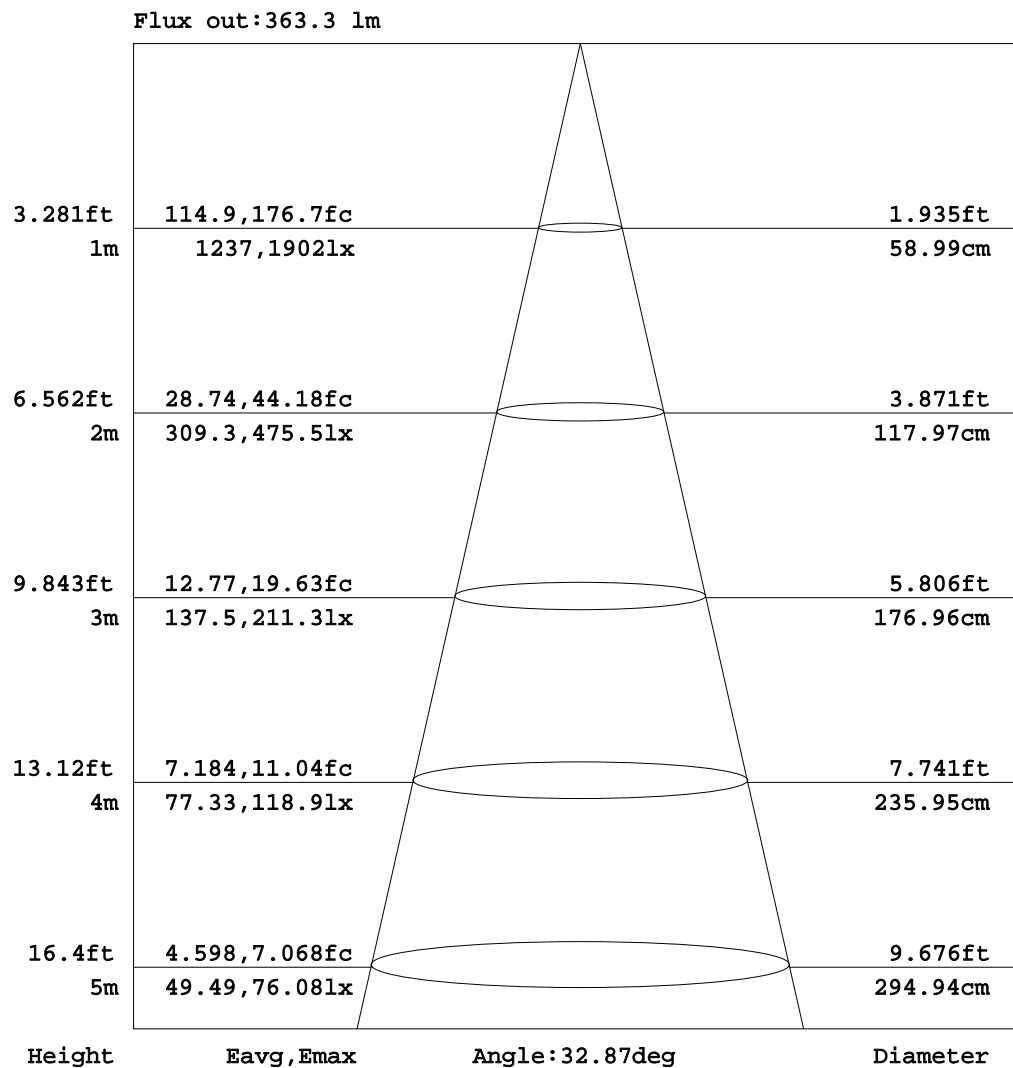 Flux out:363.3 lm
3.281ft 114.9,176.7fc 1.935ft
1m 1237,1902lx 58.99cm
6.562ft 28.74,44.18fc 3.871ft
2m 309.3,475.5lx 117.97cm
9.843ft 12.77,19.63fc 5.806ft
3m 137.5,211.3lx 176.96cm
13.12ft 7.184,11.04fc 7.741ft
4m 77.33,118.9lx 235.95cm
16.4ft 4.598,7.068fc 9.676ft
5m 49.49,76.08lx 294.94cm
Height Eavg,Emax Angle:32.87deg Diameter